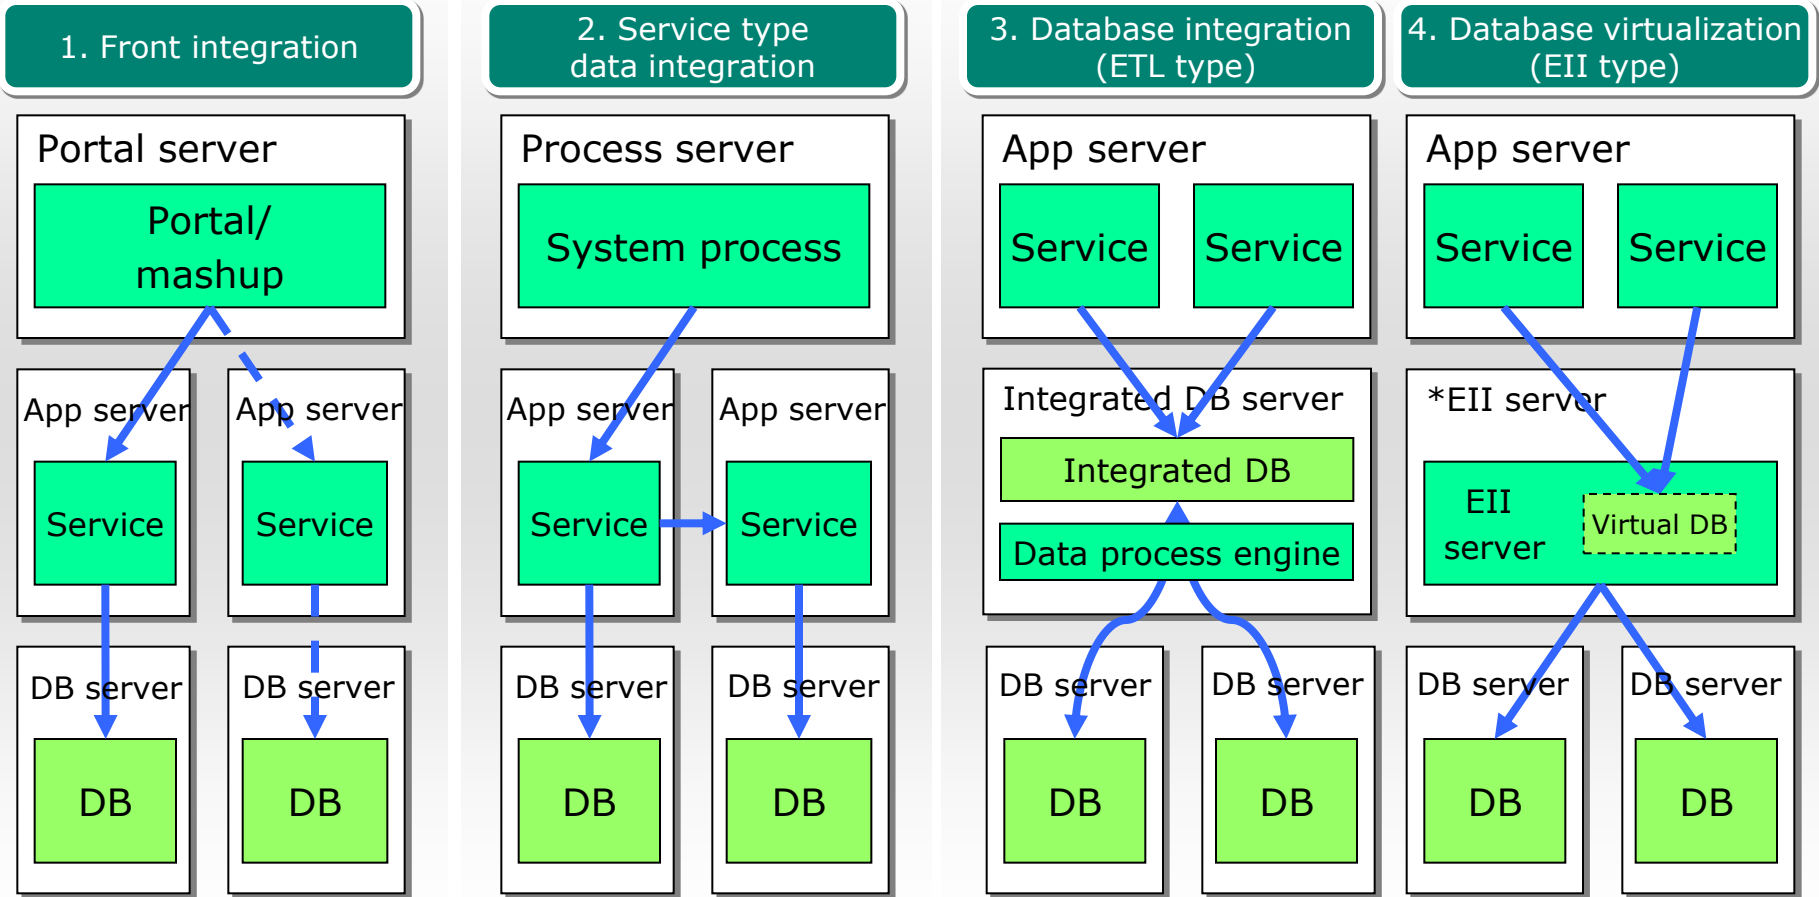 1. Front integration
Portal server
Portal/
mashup
App server
App server
Service
Service
DB server
DB server
DB
DB
2. Service type
data integration
Process server
System process
App server
App server
Service
Service
DB server
DB server
DB
DB
3. Database integration
(ETL type)
App server
Service
Service
Integrated DB server
Integrated DB
Data process engine
DB server
DB server
DB
DB
4. Database virtualization
(EII type)
App server
Service
Service
*EII server
EII
server
Virtual DB
DB server
DB server
DB
DB